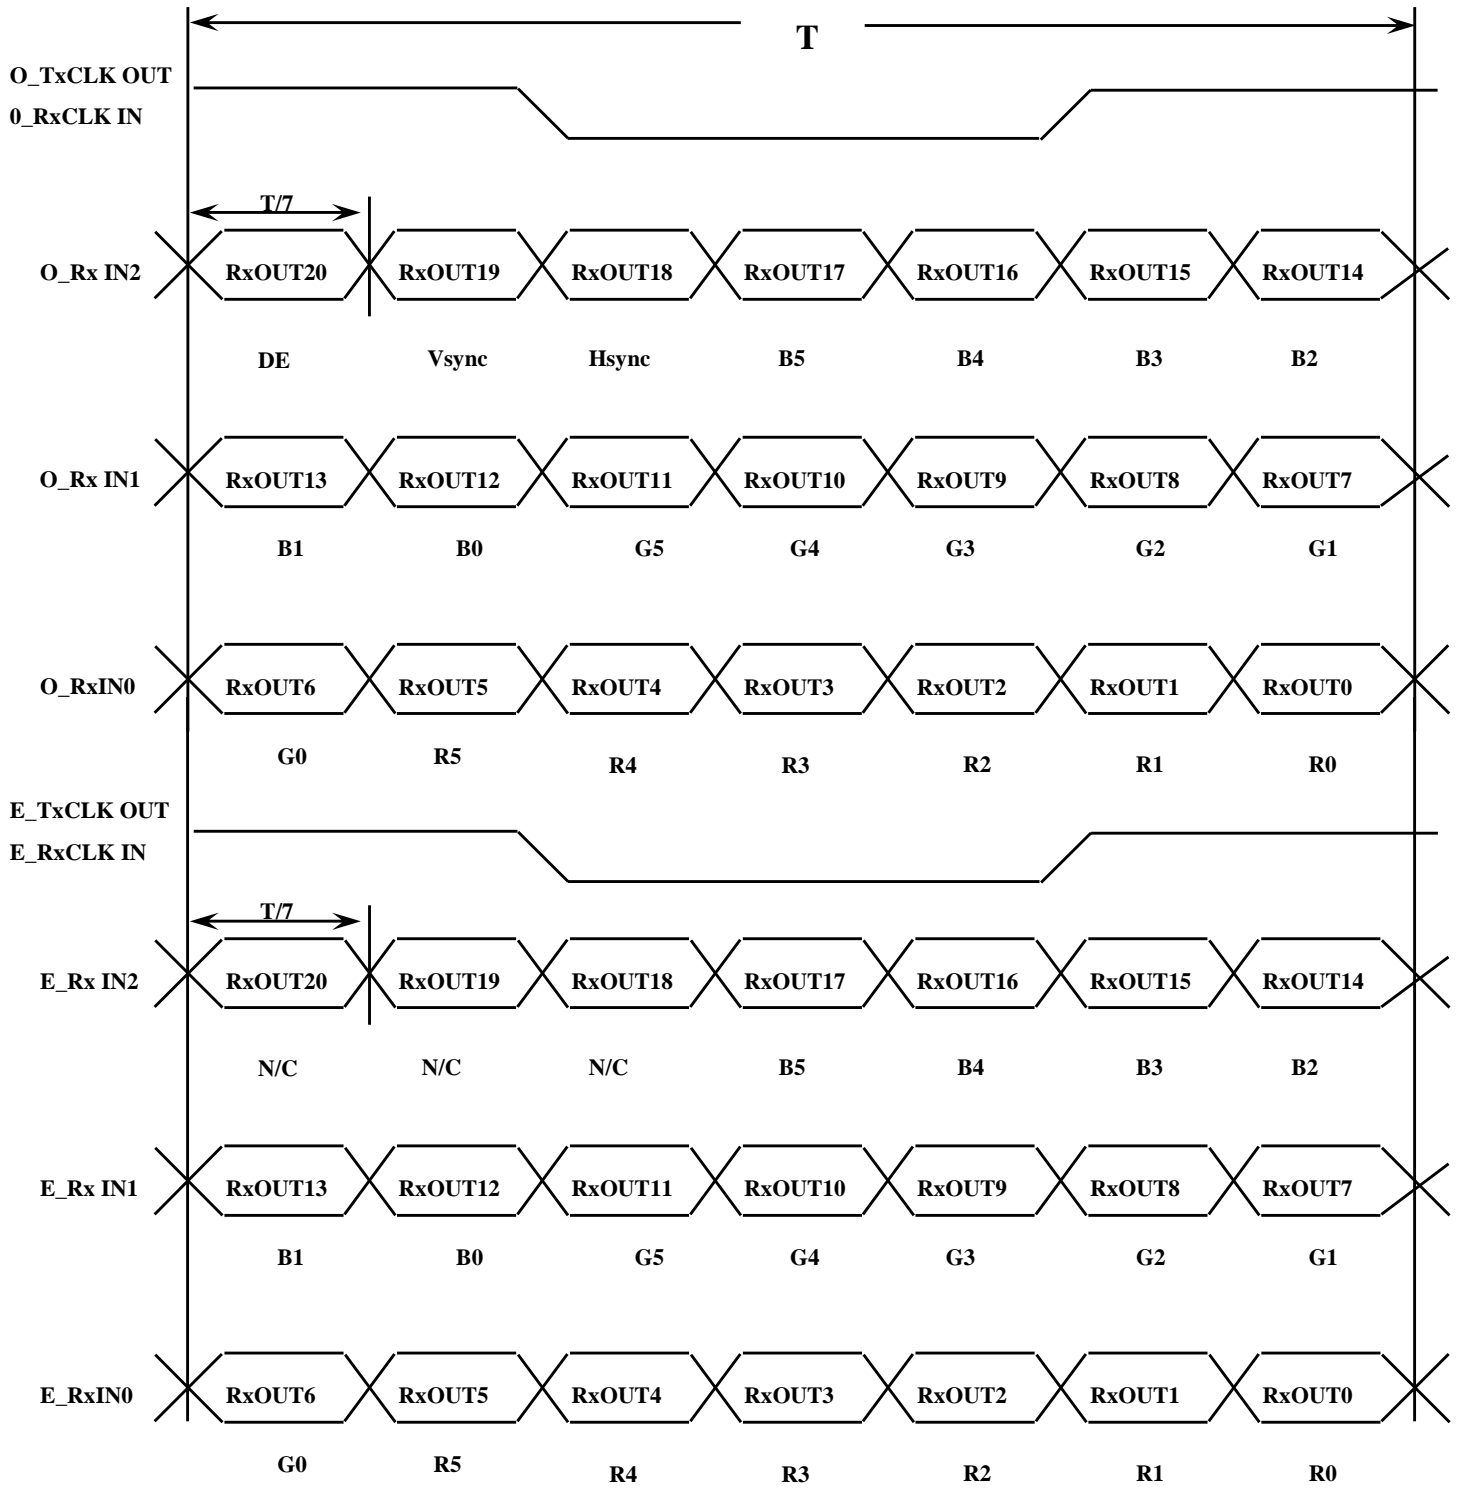 T
O_TxCLK OUT
0_RxCLK IN
T/7
O_Rx IN2 RxOUT20 RxOUT19 RxOUT18 RxOUT17 RxOUT16 RxOUT15 RxOUT14
DE Vsync Hsync B5 B4 B3 B2
O_Rx IN1 RxOUT13 RxOUT12 RxOUT11 RxOUT10 RxOUT9 RxOUT8 RxOUT7
B1 B0 G5 G4 G3 G2 G1
O_RxIN0 RxOUT6 RxOUT5 RxOUT4 RxOUT3 RxOUT2 RxOUT1 RxOUT0
G0 R5 R4 R3 R2 R1 R0
E_TxCLK OUT
E_RxCLK IN
T/7
E_Rx IN2 RxOUT20 RxOUT19 RxOUT18 RxOUT17 RxOUT16 RxOUT15 RxOUT14
N/C N/C N/C B5 B4 B3 B2
E_Rx IN1 RxOUT13 RxOUT12 RxOUT11 RxOUT10 RxOUT9 RxOUT8 RxOUT7
B1 B0 G5 G4 G3 G2 G1
E_RxIN0 RxOUT6 RxOUT5 RxOUT4 RxOUT3 RxOUT2 RxOUT1 RxOUT0
G0 R5 R4 R3 R2 R1 R0